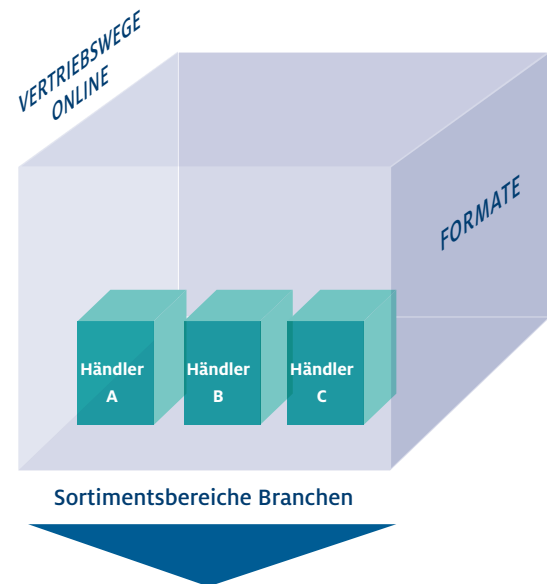 VERTRIEBSWEGE
ONLINE
FORMATE
Händler
A
Händler
B
Händler
C
Sortimentsbereiche Branchen